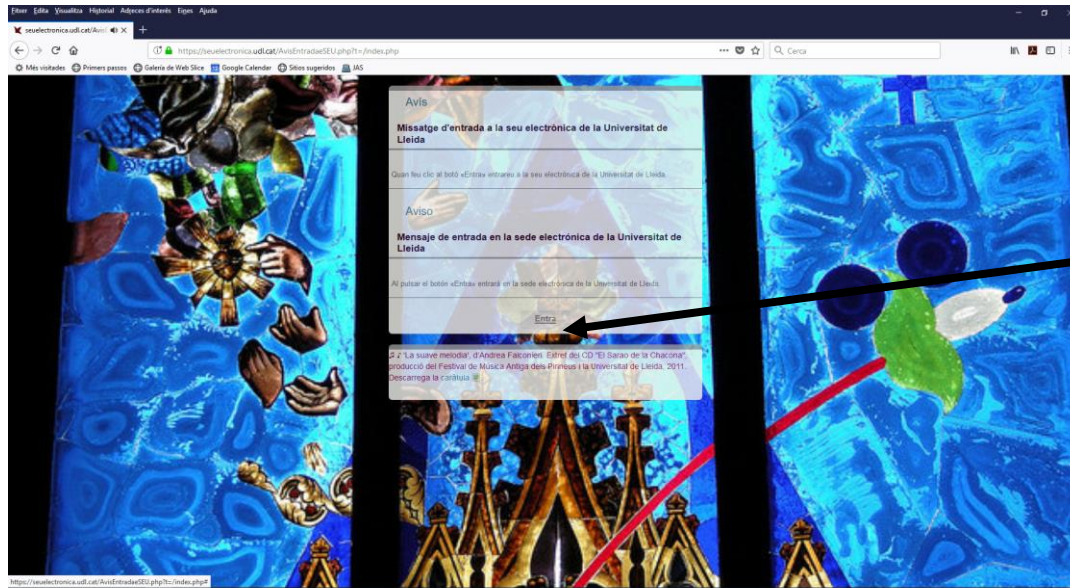 Fitxer Edita Visualitza Historial Adreces d'interès Eines Ajuda
seuelectronica.udl.cat/Avis
https://seuelectronica.udl.cat/AvisEntradaeSEU.php?t=/index.php
Cerca
Més visitades Primers passos Galeria de Web Slice Google Calendar Sitios sugeridos JAS
Avís
Missatge d'entrada a la seu electrònica de la Universitat de
Lleida
Quan feu clic al botó «Entra» entrareu a la seu electrònica de la Universitat de Lleida.
Aviso
Mensaje de entrada en la sede electrónica de la Universitat de
Lleida
Al pulsar el botón «Entra» entrará en la sede electrónica de la Universitat de Lleida.
Entra
♫ ♪ 'La suave melodia', d'Andrea Falconieri. Extret del CD "El Sarao de la Chacona",
producció del Festival de Música Antiga dels Pirineus i la Universitat de Lleida, 2011.
Descarrega la caràtula
https://seuelectronica.udl.cat/AvisEntradaeSEU.php?t=/index.php#